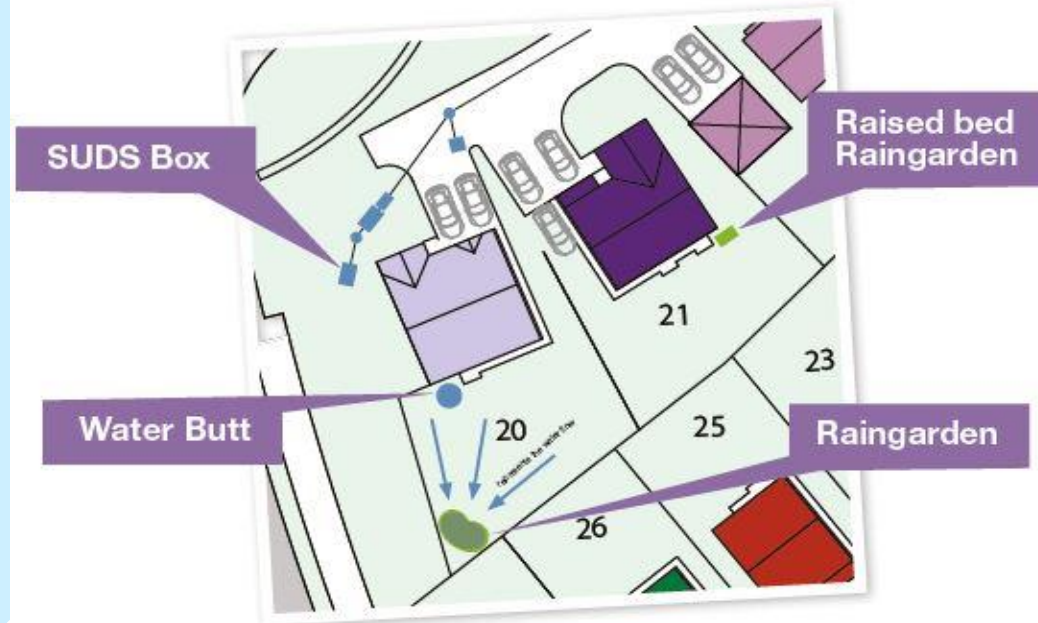 SUDS Box
Raised bed
Raingarden
21
23
Water Butt
20
25
Raingarden
26